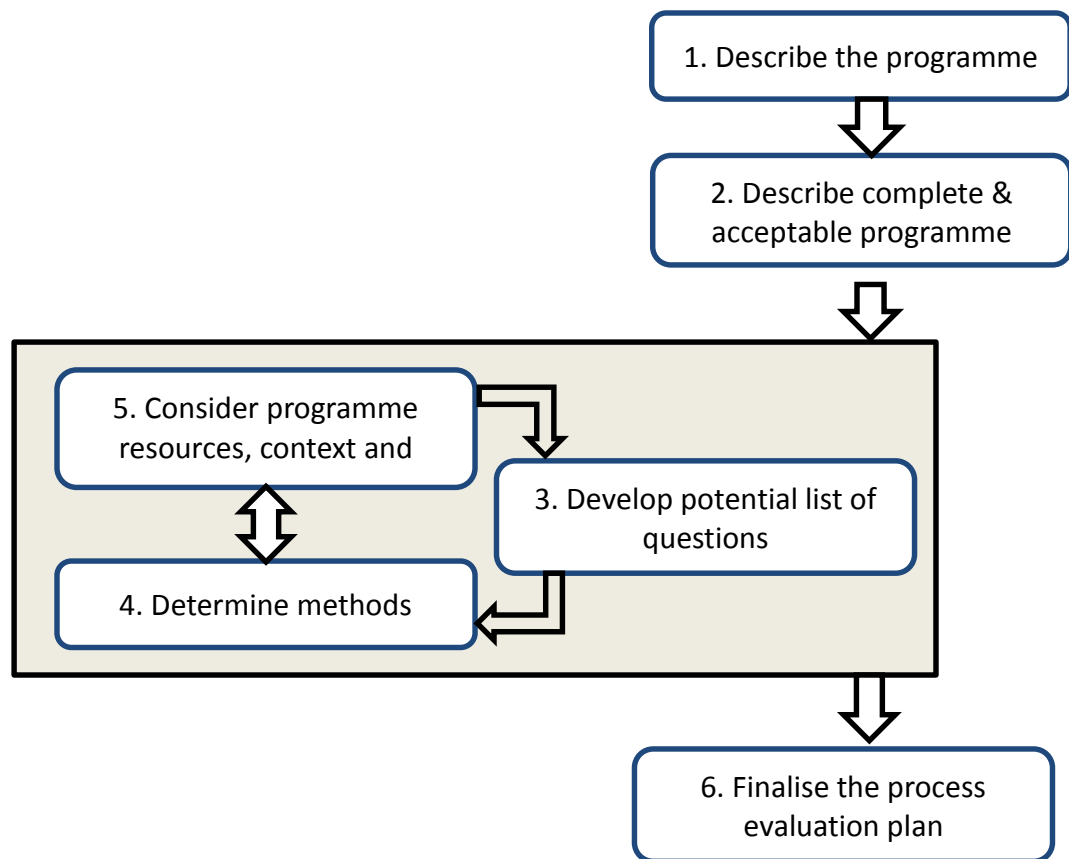 1. Describe the programme
2. Describe complete &
acceptable programme
5. Consider programme
resources, context and
3. Develop potential list of
questions
4. Determine methods
6. Finalise the process
evaluation plan